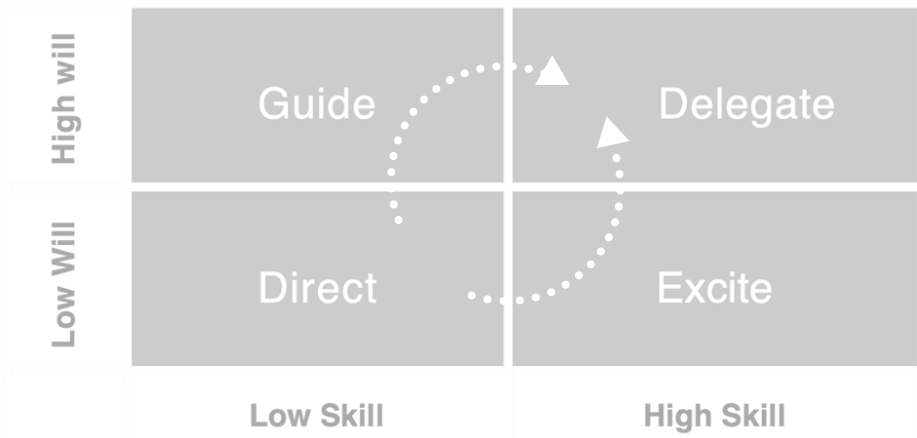 High will
Guide
Delegate
Low Will
Direct
Excite
Low Skill
High Skill